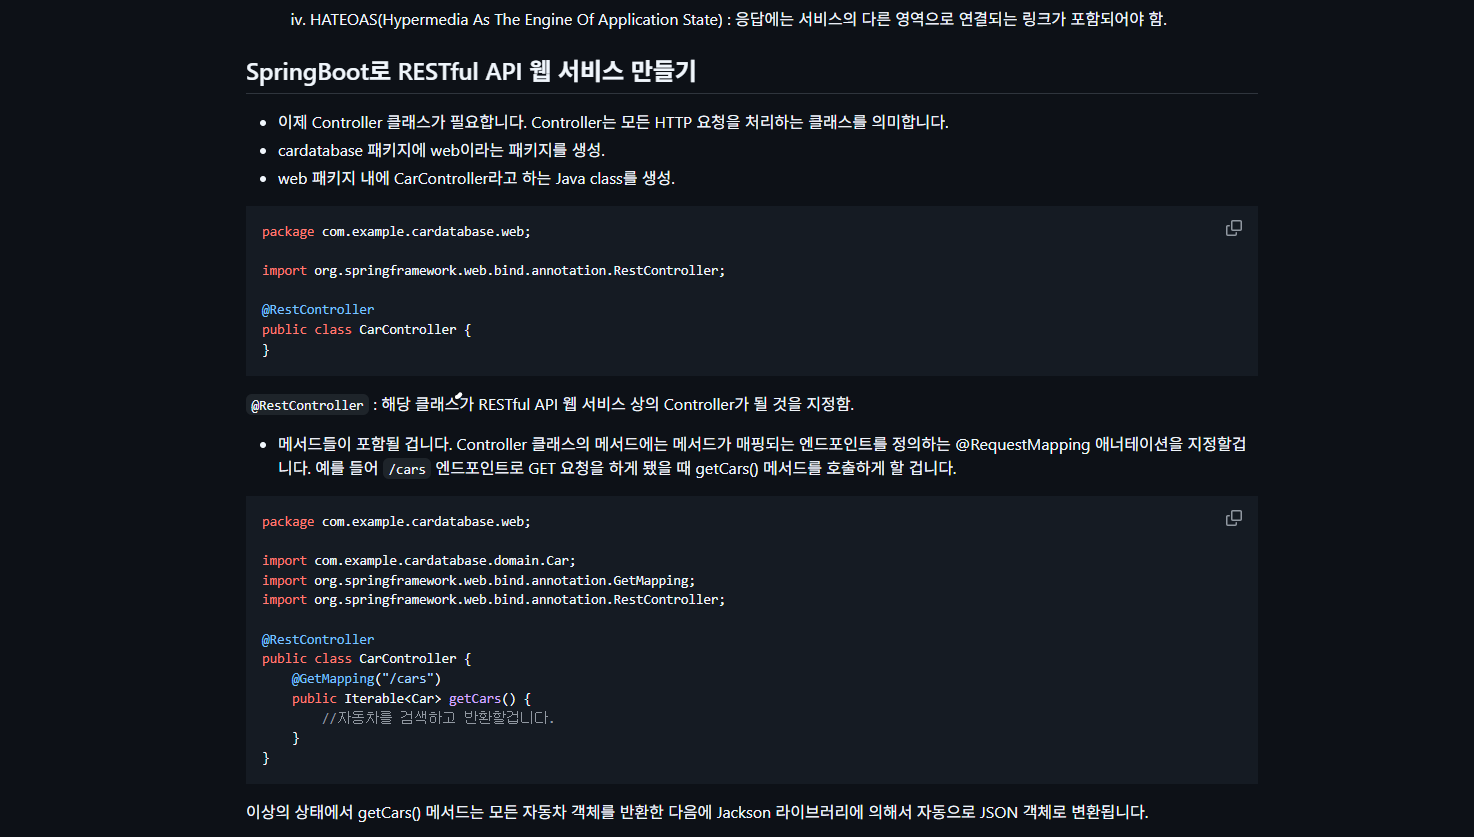 iv. HATEOAS(Hypermedia As The Engine Of Application State) : 응답에는 서비스의 다른 영역으로 연결되는 링크가 포함되어야 함.
SpringBoot로 RESTful API 웹 서비스 만들기
• 이제 Controller 클래스가 필요합니다. Controller는 모든 HTTP 요청을 처리하는 클래스를 의미합니다.
• cardatabase 패키지에 web이라는 패키지를 생성.
• web 패키지 내에 CarController라고 하는 Java class를 생성.
package com.example.cardatabase.web;
import org.springframework.web.bind.annotation.RestController;
@RestController
public class CarController {
}
@RestController : 해당 클래스가 RESTful API 웹 서비스 상의 Controller가 될 것을 지정함.
• 메서드들이 포함될 겁니다. Controller 클래스의 메서드에는 메서드가 매핑되는 엔드포인트를 정의하는 @RequestMapping 애너테이션을 지정할겁
니다. 예를 들어 /cars 엔드포인트로 GET 요청을 하게 됐을 때 getCars() 메서드를 호출하게 할 겁니다.
package com.example.cardatabase.web;
import com.example.cardatabase.domain.Car;
import org.springframework.web.bind.annotation.GetMapping;
import org.springframework.web.bind.annotation.RestController;
@RestController
public class CarController {
    @GetMapping("/cars")
    public Iterable<Car> getCars() {
        //자동차를 검색하고 반환할겁니다.
    }
}
이상의 상태에서 getCars() 메서드는 모든 자동차 객체를 반환한 다음에 Jackson 라이브러리에 의해서 자동으로 JSON 객체로 변환됩니다.